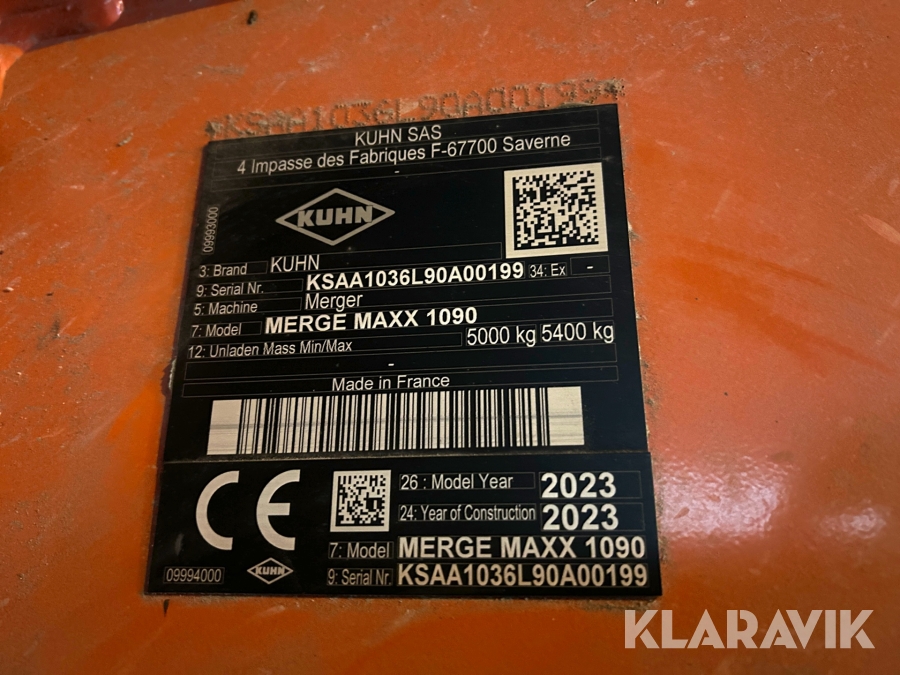 *KSAA1036L90A00199*
KUHN SAS
4 Impasse des Fabriques F-67700 Saverne
KUHN
09993000
3: Brand KUHN
9: Serial Nr. KSAA1036L90A00199 34: Ex -
5: Machine Merger
7: Model MERGE MAXX 1090
12: Unladen Mass Min/Max 5000 kg 5400 kg
-
Made in France
CE
26 : Model Year 2023
24: Year of Construction 2023
7: Model MERGE MAXX 1090
09994000 KUHN 9: Serial Nr. KSAA1036L90A00199
KLARAVIK